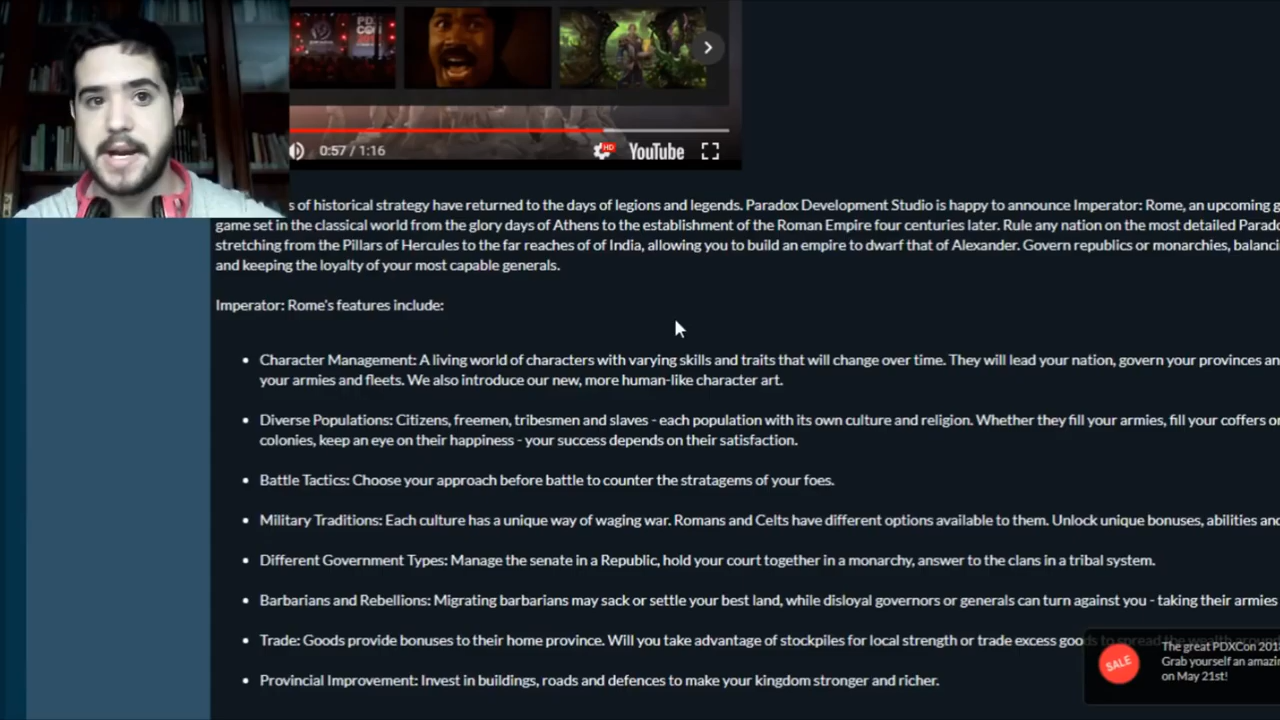 PD
CON
HD
0:57 / 1:16
YouTube
s of historical strategy have returned to the days of legions and legends. Paradox Development Studio is happy to announce Imperator: Rome, an upcoming g
game set in the classical world from the glory days of Athens to the establishment of the Roman Empire four centuries later. Rule any nation on the most detailed Parado
stretching from the Pillars of Hercules to the far reaches of of India, allowing you to build an empire to dwarf that of Alexander. Govern republics or monarchies, balancin
and keeping the loyalty of your most capable generals.
Imperator: Rome's features include:
• Character Management: A living world of characters with varying skills and traits that will change over time. They will lead your nation, govern your provinces an
your armies and fleets. We also introduce our new, more human-like character art.
• Diverse Populations: Citizens, freemen, tribesmen and slaves - each population with its own culture and religion. Whether they fill your armies, fill your coffers or
colonies, keep an eye on their happiness - your success depends on their satisfaction.
• Battle Tactics: Choose your approach before battle to counter the stratagems of your foes.
• Military Traditions: Each culture has a unique way of waging war. Romans and Celts have different options available to them. Unlock unique bonuses, abilities and
• Different Government Types: Manage the senate in a Republic, hold your court together in a monarchy, answer to the clans in a tribal system.
• Barbarians and Rebellions: Migrating barbarians may sack or settle your best land, while disloyal governors or generals can turn against you - taking their armies
• Trade: Goods provide bonuses to their home province. Will you take advantage of stockpiles for local strength or trade excess goods to spread the wealth around
• Provincial Improvement: Invest in buildings, roads and defences to make your kingdom stronger and richer.
SALE
The great PDXCon 2018
Grab yourself an amazin
on May 21st!